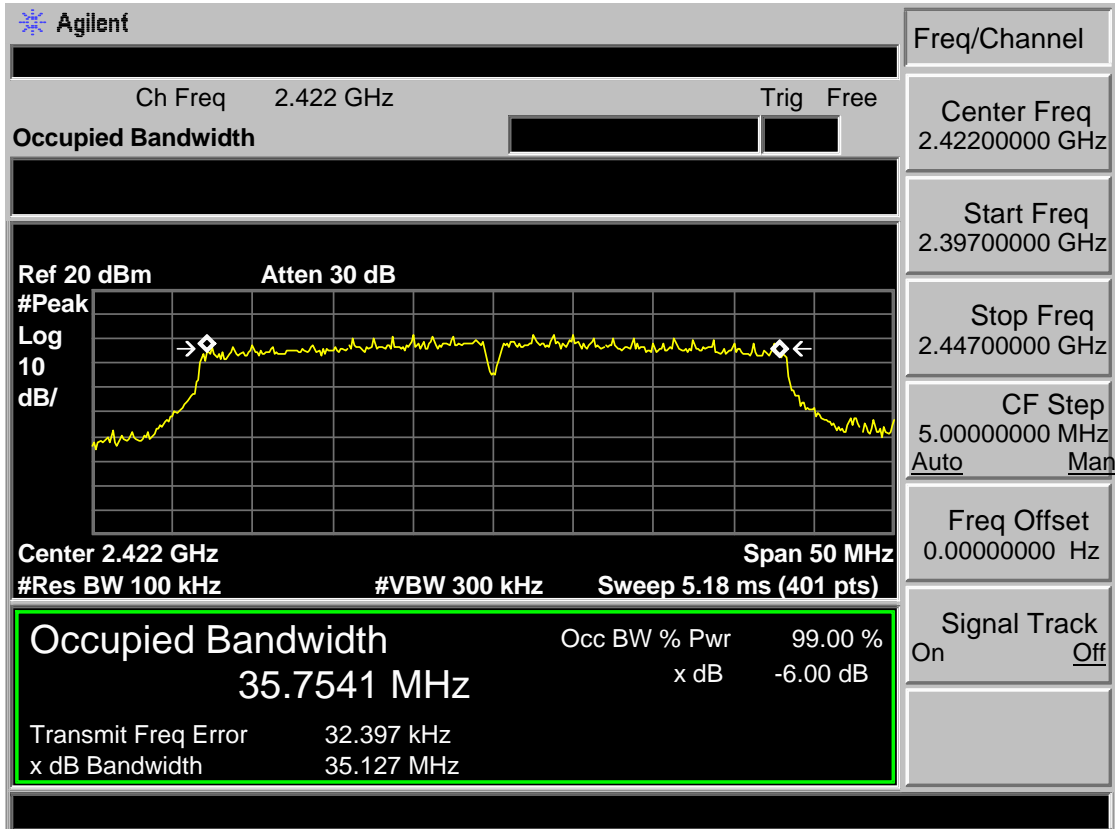 Agilent
Freq/Channel
Ch Freq 2.422 GHz Trig Free
Occupied Bandwidth
Center Freq
2.42200000 GHz
Start Freq
2.39700000 GHz
Ref 20 dBm Atten 30 dB
#Peak
Log
10
dB/
Stop Freq
2.44700000 GHz
CF Step
5.00000000 MHz
Auto Man
Freq Offset
0.00000000 Hz
Center 2.422 GHz Span 50 MHz
#Res BW 100 kHz #VBW 300 kHz Sweep 5.18 ms (401 pts)
Signal Track
On Off
Occupied Bandwidth Occ BW % Pwr 99.00 %
35.7541 MHz x dB -6.00 dB
Transmit Freq Error 32.397 kHz
x dB Bandwidth 35.127 MHz